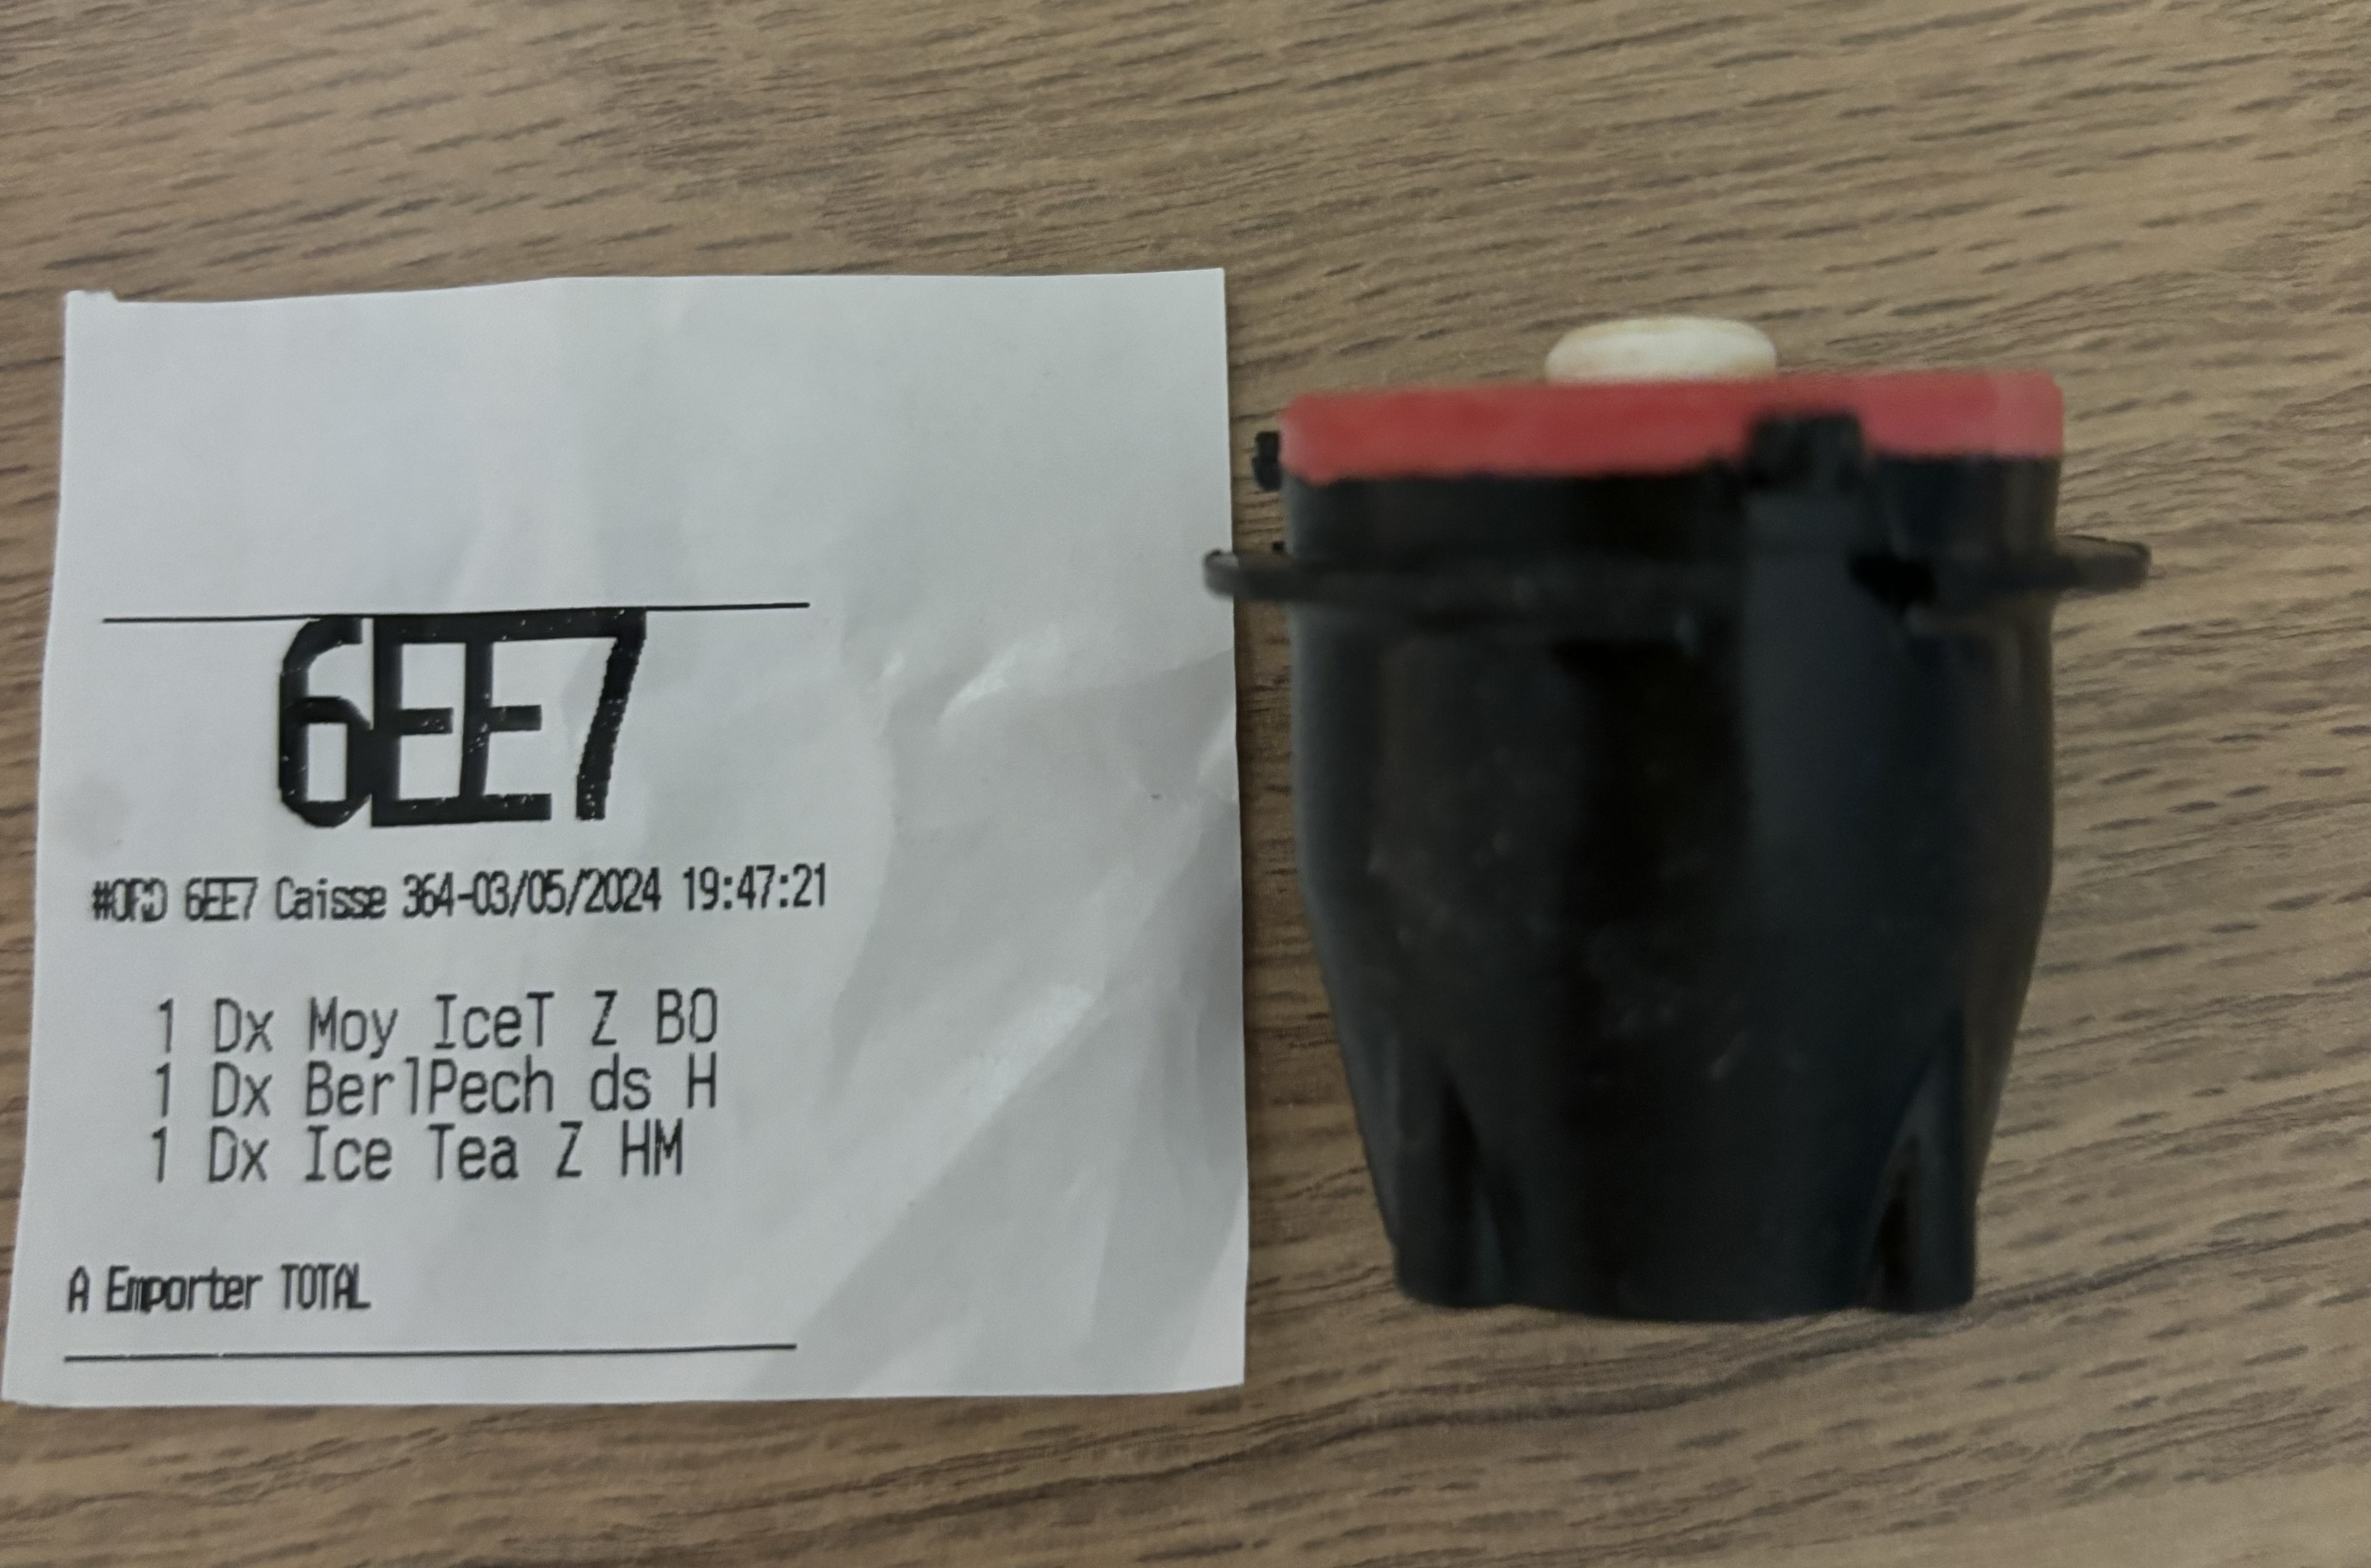 6EE7
#ORD 6EE7 Caisse 364-03/05/2024 19:47:21
1 Dx Moy IceT Z BO
1 Dx BerlPech ds H
1 Dx Ice Tea Z HM
A Emporter TOTAL